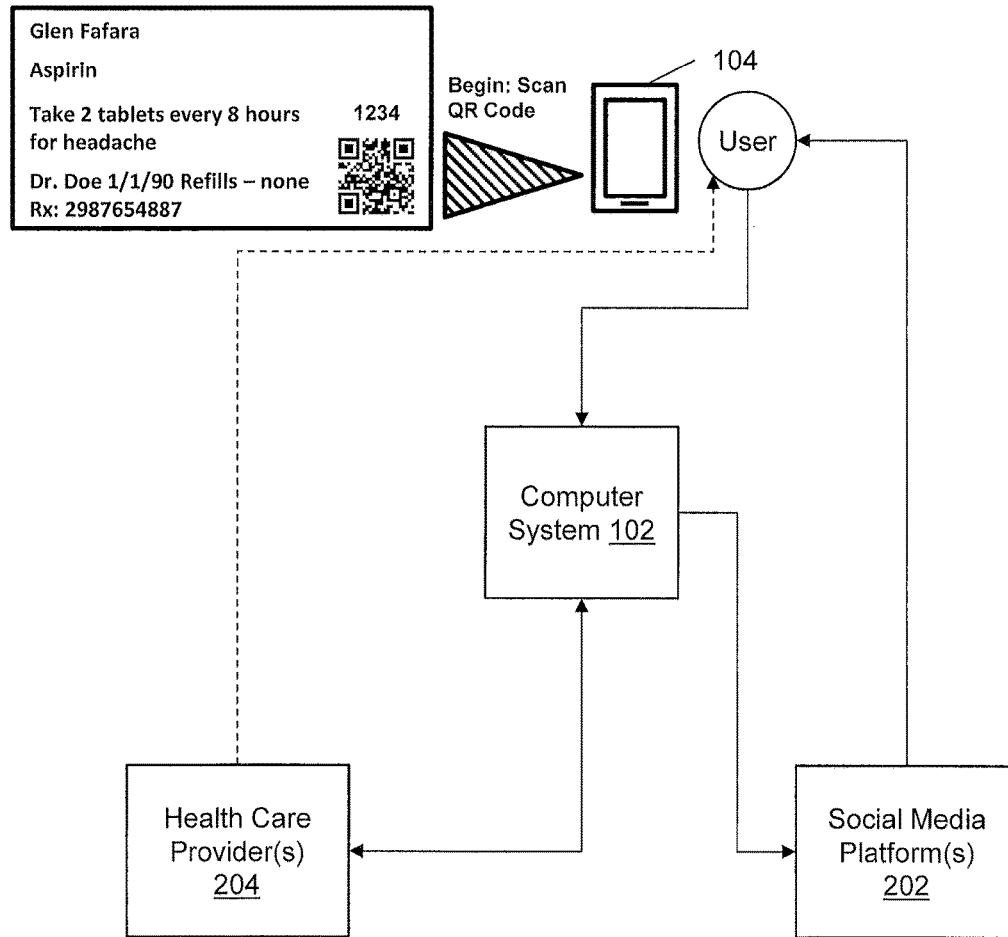 Glen Fafara
Aspirin
Take 2 tablets every 8 hours
for headache
1234
Dr. Doe 1/1/90 Refills – none
Rx: 2987654887
Begin: Scan
QR Code
104
User
Computer
System 102
Health Care
Provider(s)
204
Social Media
Platform(s)
202